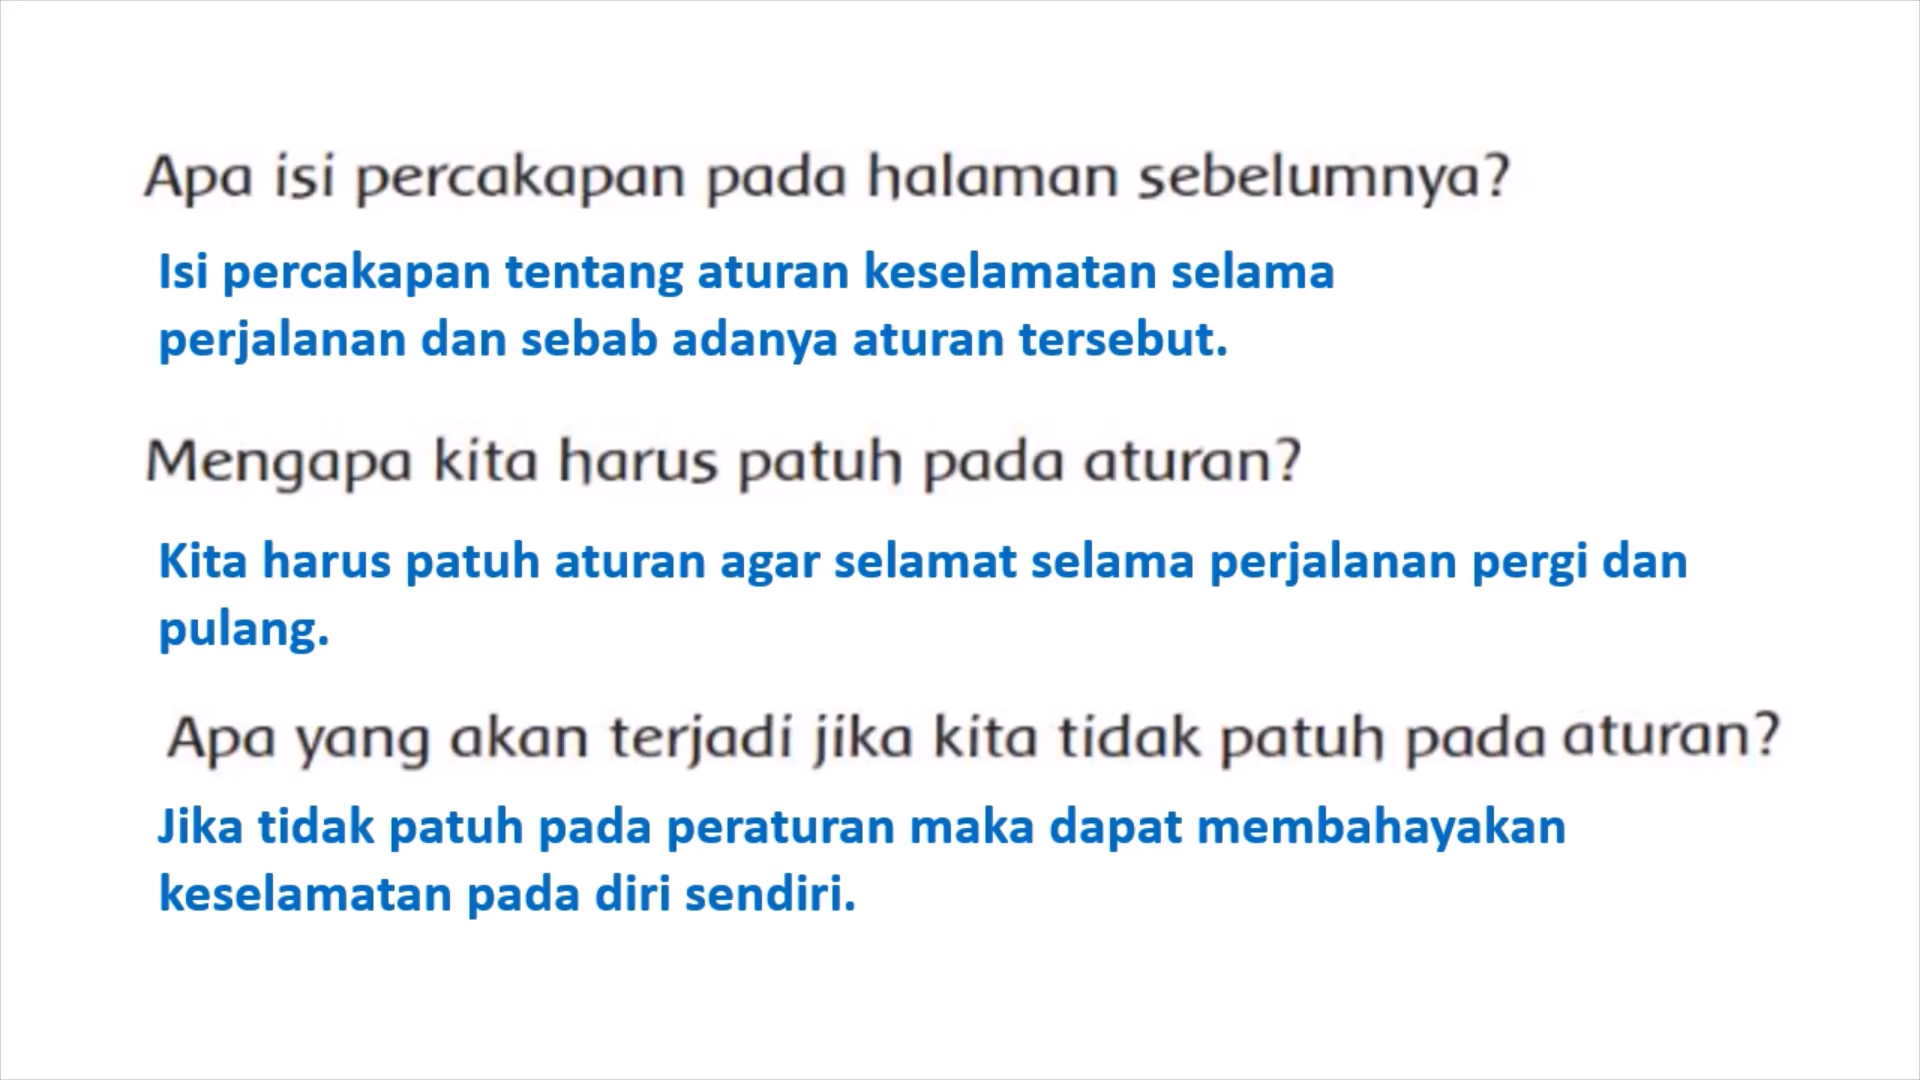 Apa isi percakapan pada halaman sebelumnya?
Isi percakapan tentang aturan keselamatan selama
perjalanan dan sebab adanya aturan tersebut.
Mengapa kita harus patuh pada aturan?
Kita harus patuh aturan agar selamat selama perjalanan pergi dan
pulang.
Apa yang akan terjadi jika kita tidak patuh pada aturan?
Jika tidak patuh pada peraturan maka dapat membahayakan
keselamatan pada diri sendiri.